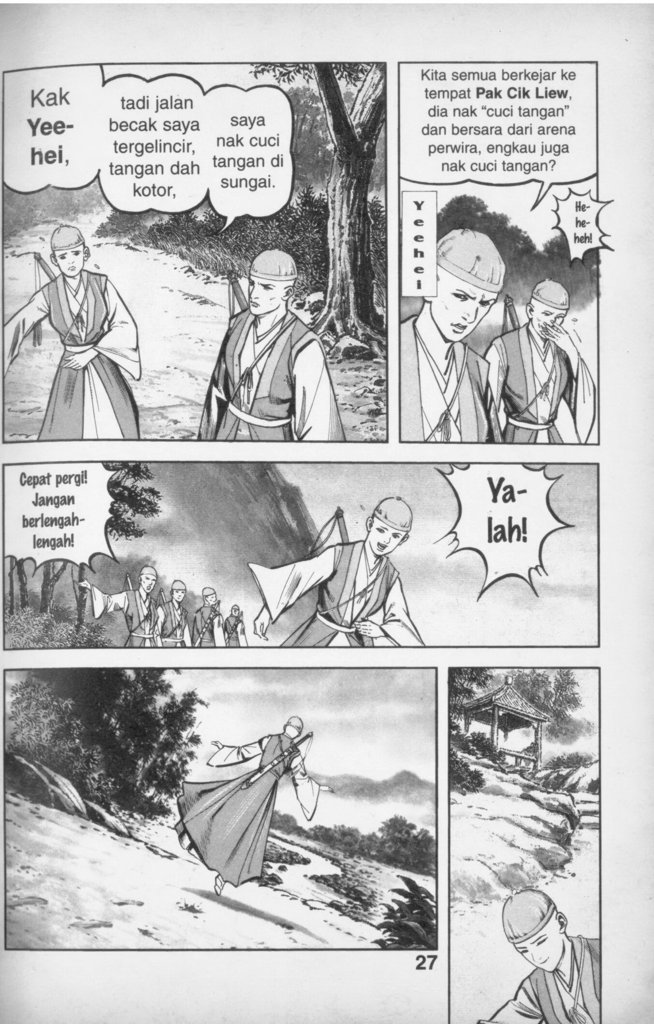 Kak
Yee-
hei,
tadi jalan
becak saya
tergelincir,
tangan dah
kotor,
saya
nak cuci
tangan di
sungai.
Kita semua berkejar ke
tempat Pak Cik Liew,
dia nak “cuci tangan”
dan bersara dari arena
perwira, engkau juga
nak cuci tangan?
He-
he-
heh!
Y
e
e
h
e
i
Cepat pergi!
Jangan
berlengah-
lengah!
Ya-
lah!
27